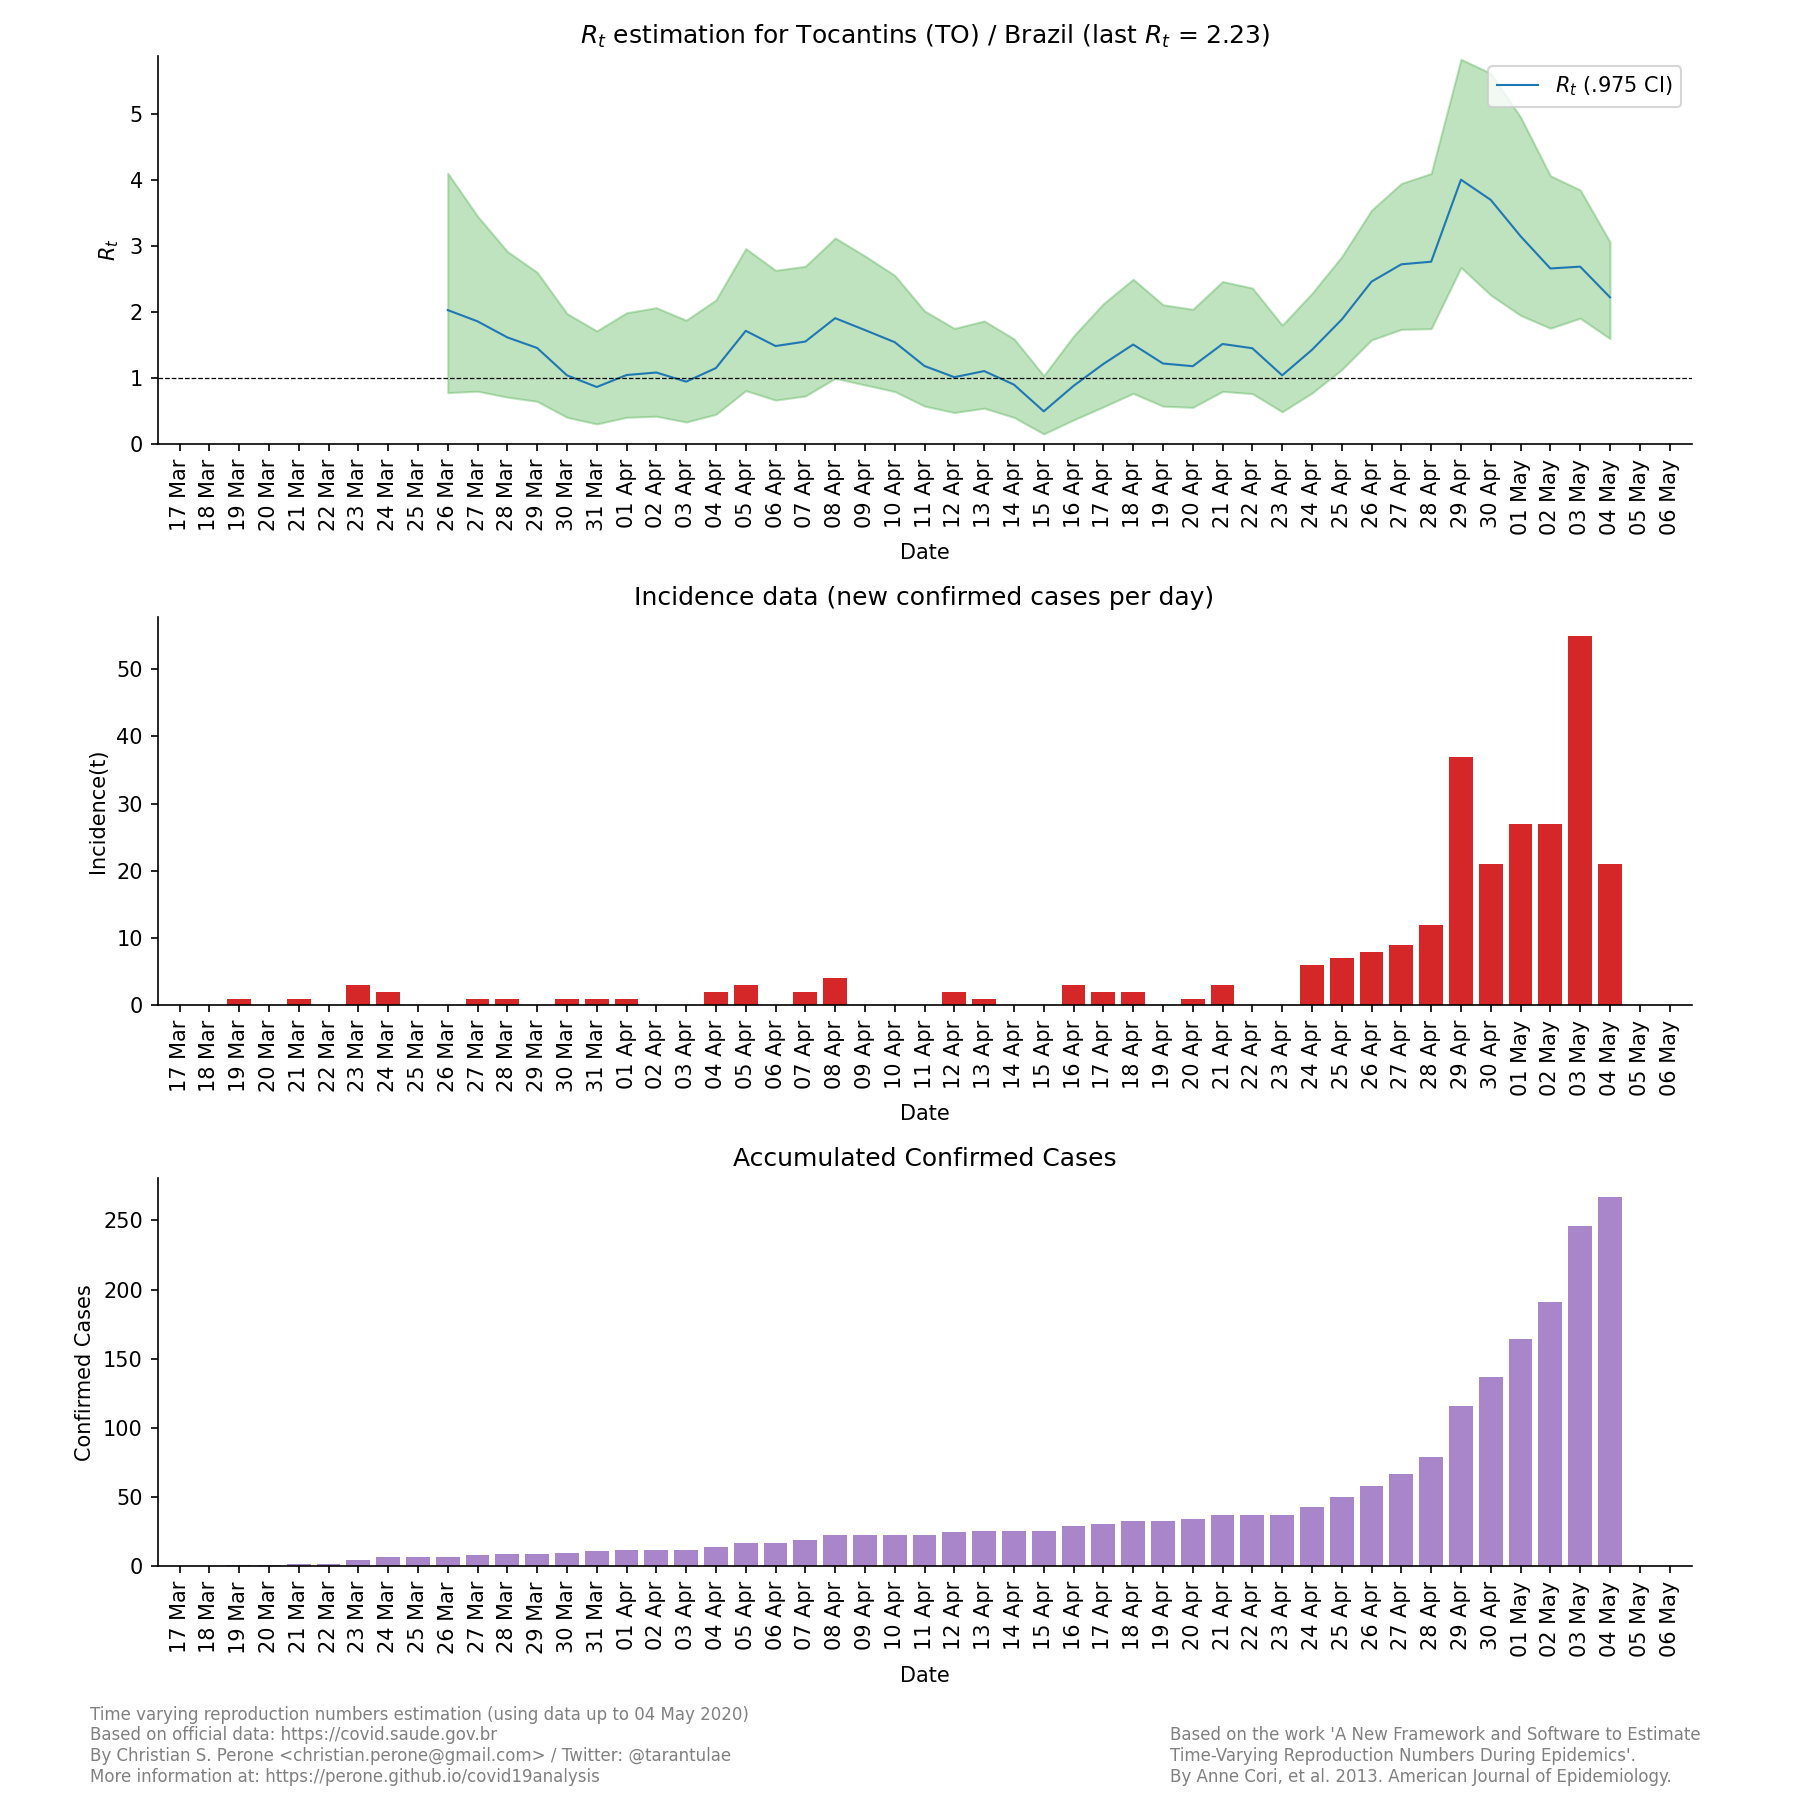 Rt estimation for Tocantins (TO) / Brazil (last Rt = 2.23)
Rt (.975 CI)
Rt
5
4
3
2
1
0
17 Mar 18 Mar 19 Mar 20 Mar 21 Mar 22 Mar 23 Mar 24 Mar 25 Mar 26 Mar 27 Mar 28 Mar 29 Mar 30 Mar 31 Mar 01 Apr 02 Apr 03 Apr 04 Apr 05 Apr 06 Apr 07 Apr 08 Apr 09 Apr 10 Apr 11 Apr 12 Apr 13 Apr 14 Apr 15 Apr 16 Apr 17 Apr 18 Apr 19 Apr 20 Apr 21 Apr 22 Apr 23 Apr 24 Apr 25 Apr 26 Apr 27 Apr 28 Apr 29 Apr 30 Apr 01 May 02 May 03 May 04 May 05 May 06 May
Date
Incidence data (new confirmed cases per day)
Incidence(t)
50
40
30
20
10
0
17 Mar 18 Mar 19 Mar 20 Mar 21 Mar 22 Mar 23 Mar 24 Mar 25 Mar 26 Mar 27 Mar 28 Mar 29 Mar 30 Mar 31 Mar 01 Apr 02 Apr 03 Apr 04 Apr 05 Apr 06 Apr 07 Apr 08 Apr 09 Apr 10 Apr 11 Apr 12 Apr 13 Apr 14 Apr 15 Apr 16 Apr 17 Apr 18 Apr 19 Apr 20 Apr 21 Apr 22 Apr 23 Apr 24 Apr 25 Apr 26 Apr 27 Apr 28 Apr 29 Apr 30 Apr 01 May 02 May 03 May 04 May 05 May 06 May
Date
Accumulated Confirmed Cases
Confirmed Cases
250
200
150
100
50
0
17 Mar 18 Mar 19 Mar 20 Mar 21 Mar 22 Mar 23 Mar 24 Mar 25 Mar 26 Mar 27 Mar 28 Mar 29 Mar 30 Mar 31 Mar 01 Apr 02 Apr 03 Apr 04 Apr 05 Apr 06 Apr 07 Apr 08 Apr 09 Apr 10 Apr 11 Apr 12 Apr 13 Apr 14 Apr 15 Apr 16 Apr 17 Apr 18 Apr 19 Apr 20 Apr 21 Apr 22 Apr 23 Apr 24 Apr 25 Apr 26 Apr 27 Apr 28 Apr 29 Apr 30 Apr 01 May 02 May 03 May 04 May 05 May 06 May
Date
Time varying reproduction numbers estimation (using data up to 04 May 2020)
Based on official data: https://covid.saude.gov.br
By Christian S. Perone <christian.perone@gmail.com> / Twitter: @tarantulae
More information at: https://perone.github.io/covid19analysis
Based on the work 'A New Framework and Software to Estimate
Time-Varying Reproduction Numbers During Epidemics'.
By Anne Cori, et al. 2013. American Journal of Epidemiology.